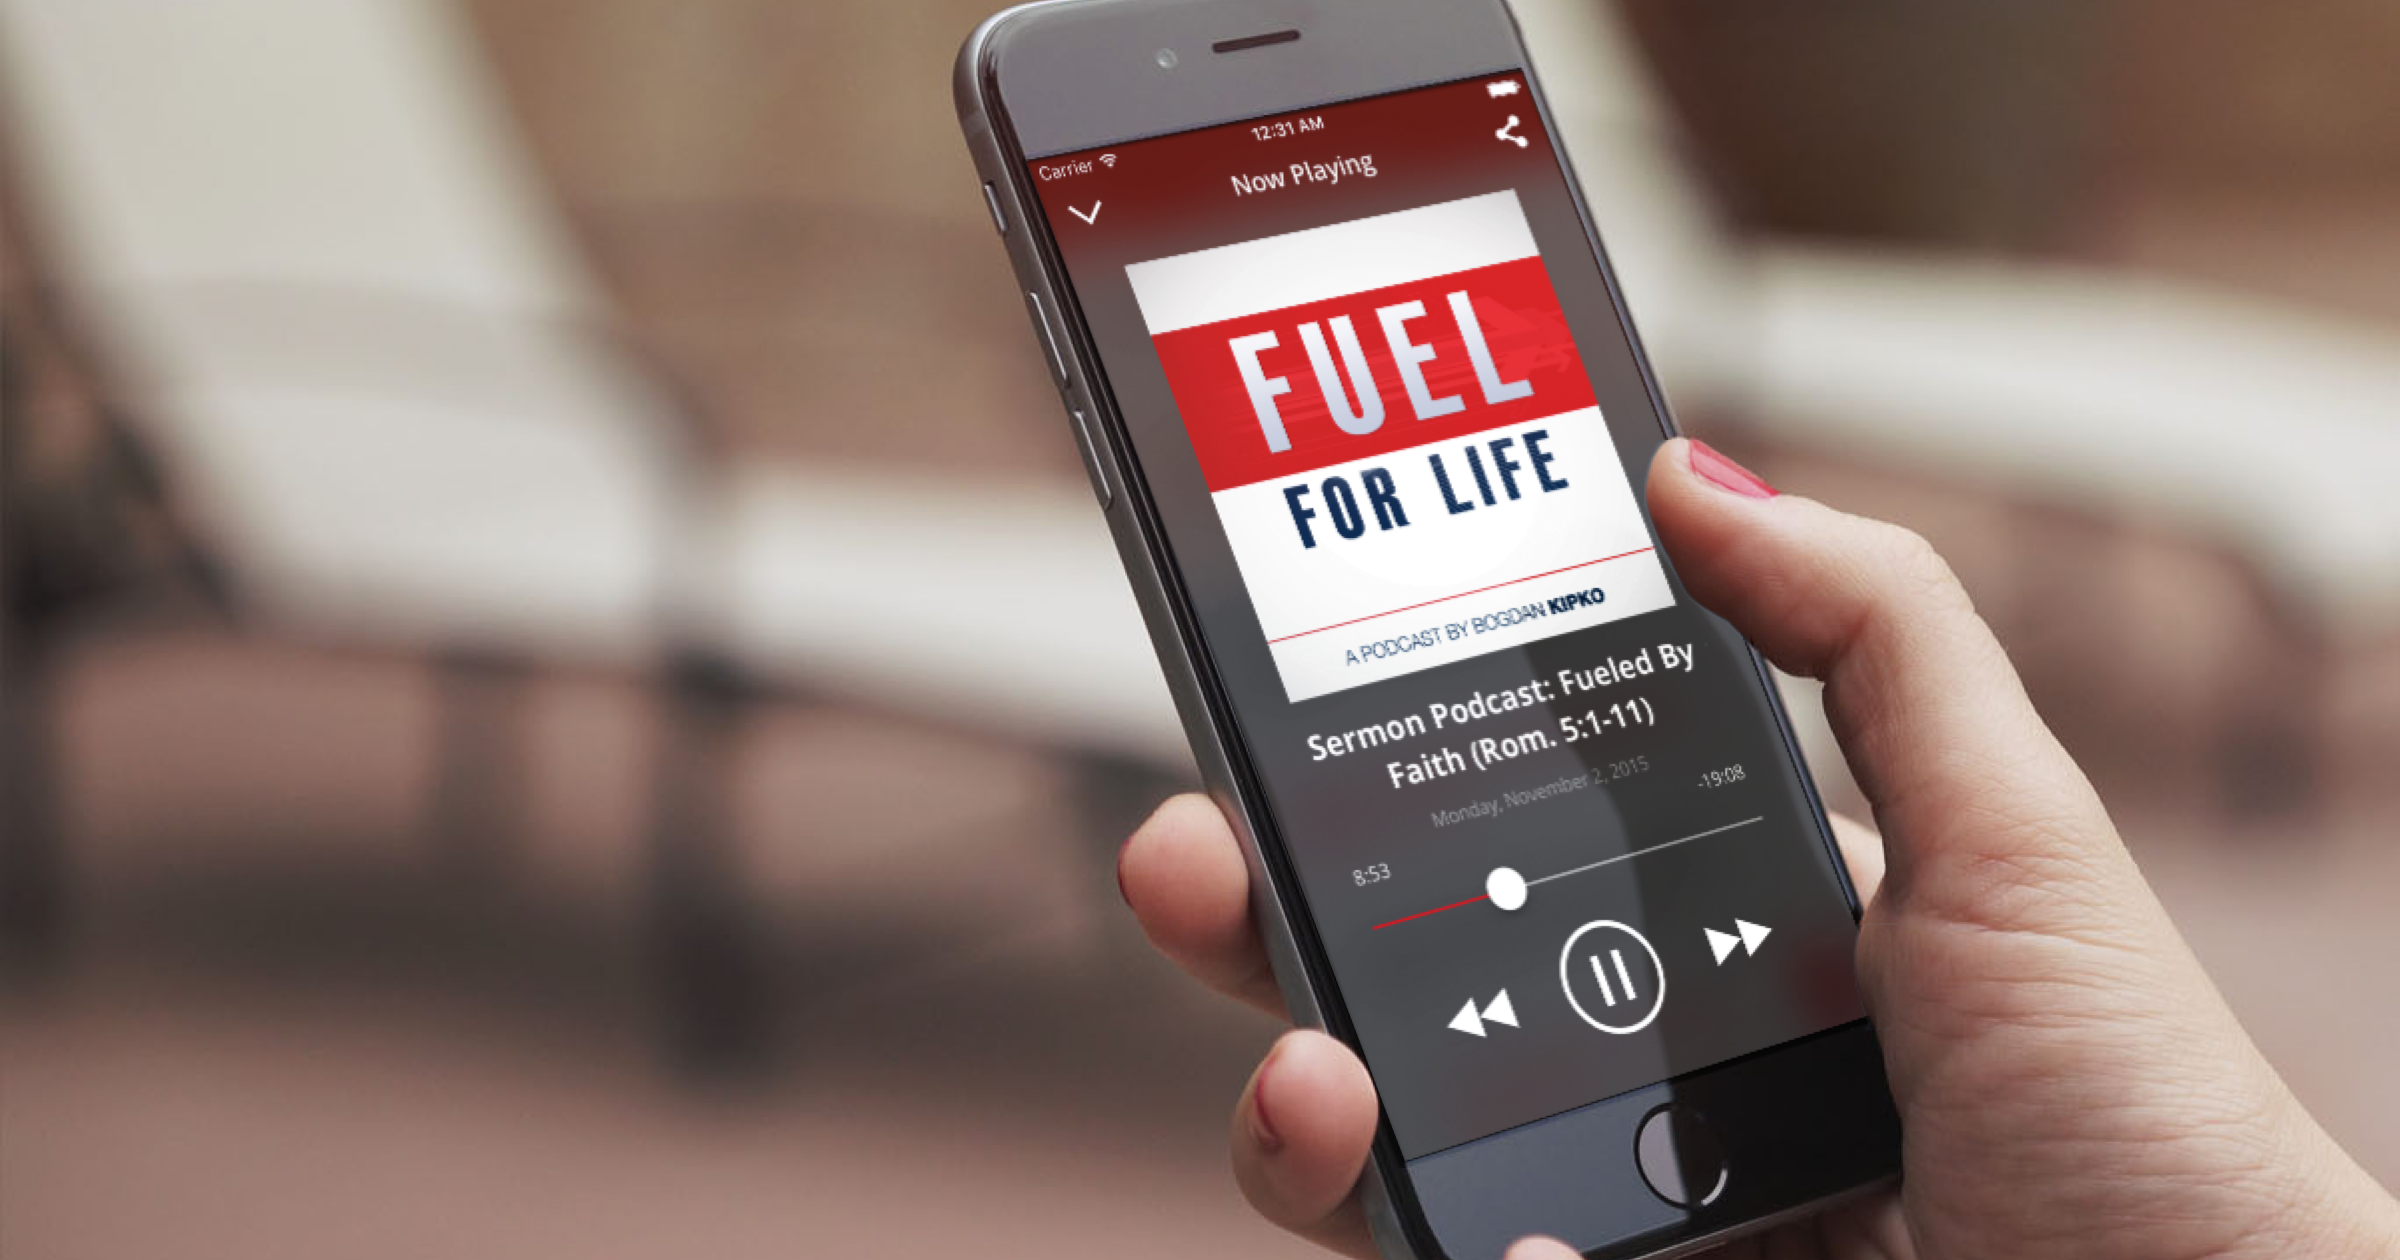 12:31 AM
Carrier
Now Playing
FUEL
FOR LIFE
A PODCAST BY BOGDAN KIPKO
Sermon Podcast: Fueled By
Faith (Rom. 5:1-11)
Monday, November 2, 2015
8:53
-19:08